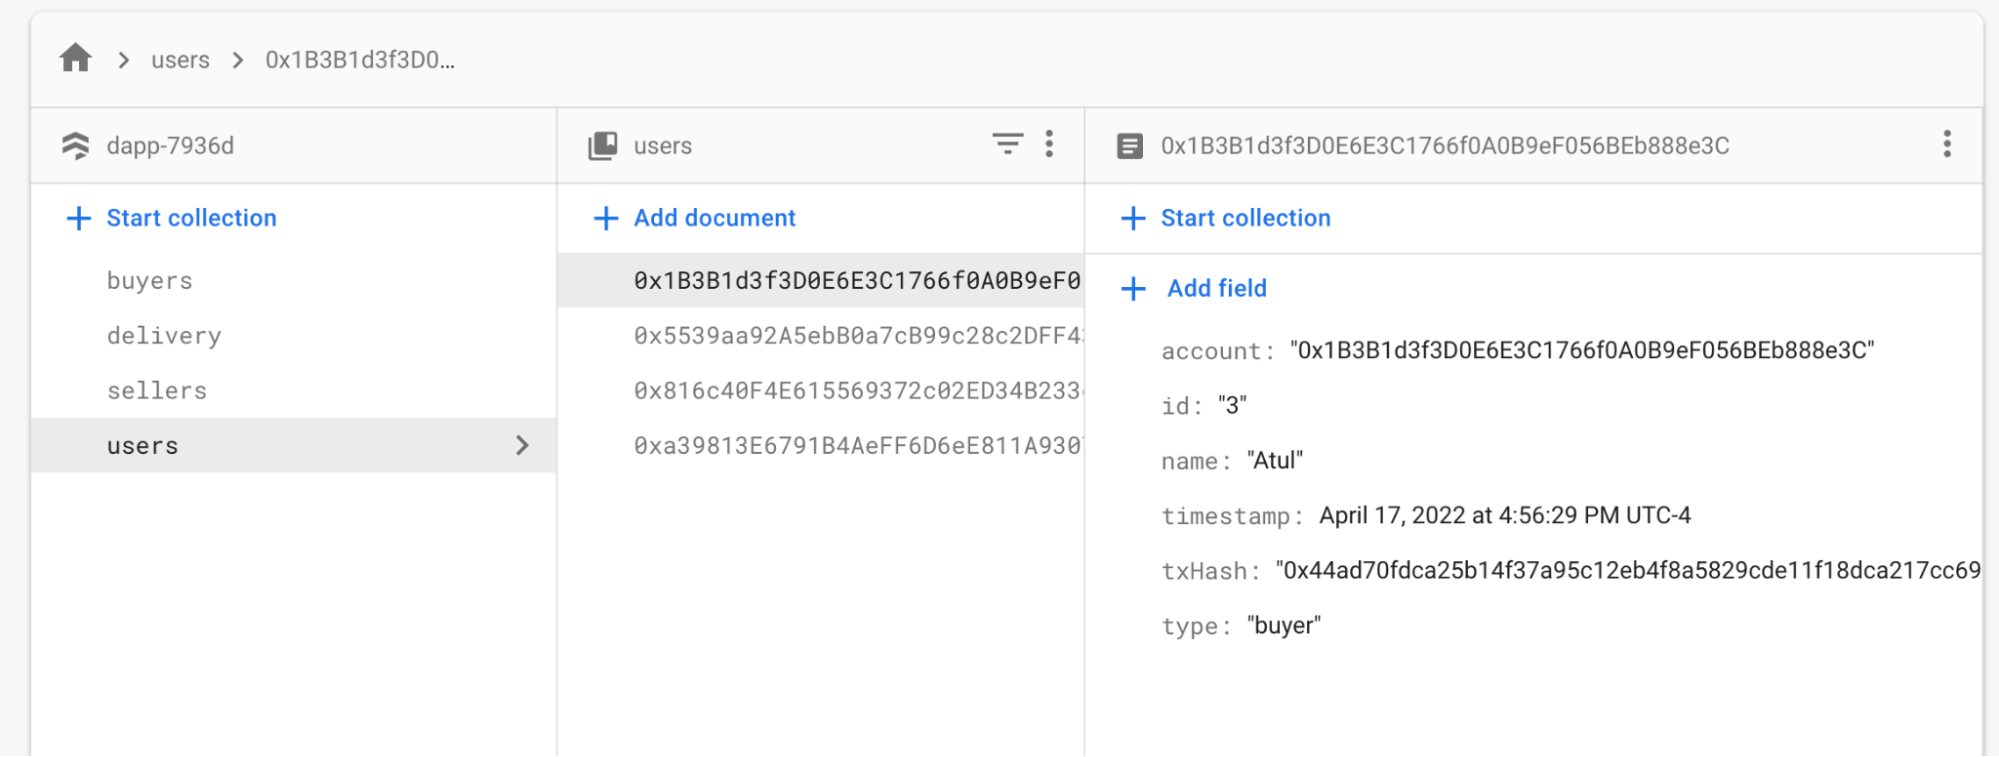 users 0x1B3B1d3f3D0...
dapp-7936d
Start collection
buyers
delivery
sellers
users
users
Add document
0x1B3B1d3f3D0E6E3C1766f0A0B9eF0
0x5539aa92A5ebB0a7cB99c28c2DFF4
0x816c40F4E615569372c02ED34B233
0xa39813E6791B4AeFF6D6eE811A930
0x1B3B1d3f3D0E6E3C1766f0A0B9eF056BEb888e3C
Start collection
Add field
account: "0x1B3B1d3f3D0E6E3C1766f0A0B9eF056BEb888e3C"
id: "3"
name: "Atul"
timestamp: April 17, 2022 at 4:56:29 PM UTC-4
txHash: "0x44ad70fdca25b14f37a95c12eb4f8a5829cde11f18dca217cc69
type: "buyer"